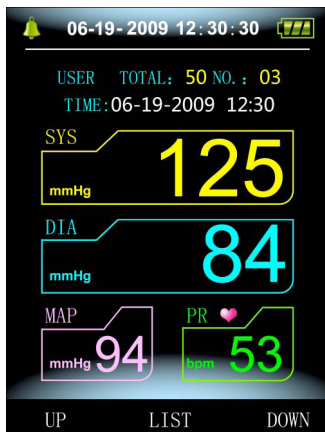 06-19-2009 12:30:30
USER TOTAL: 50 NO.: 03
TIME:06-19-2009 12:30
SYS
mmHg 125
DIA
mmHg 84
MAP PR
mmHg 94 bpm 53
UP LIST DOWN